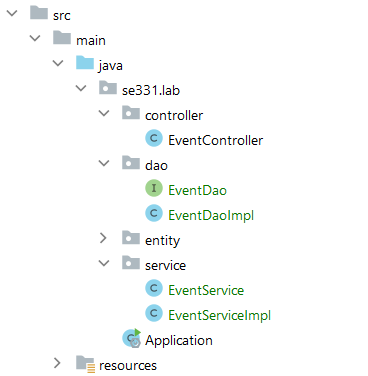 src
main
java
se331.lab
controller
C EventController
dao
I EventDao
C EventDaoImpl
entity
service
C EventService
C EventServiceImpl
C Application
resources